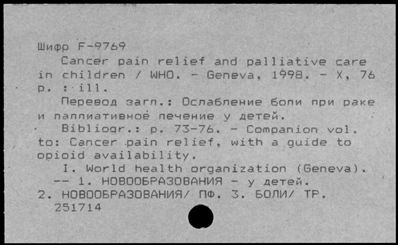 Шифр F-9769
Cancer pain relief and palliative care
in children / WHO. - Geneva, 1998. - X, 76
p. : ill.
Перевод загл.: Ослабление боли при раке
и паллиативное лечение у детей.
Bibliogr.: p. 73-76. - Companion vol.
to: Cancer pain relief, with a guide to
opioid availability.
I. World health organization (Geneva).
-- 1. НОВООБРАЗОВАНИЯ - у детей.
2. НОВООБРАЗОВАНИЯ/ ПФ. 3. БОЛИ/ ТР.
251714